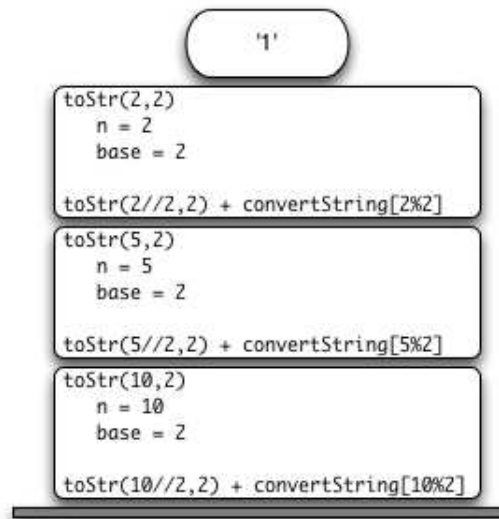 '1'
toStr(2,2)
n = 2
base = 2
toStr(2//2,2) + convertString[2%2]
toStr(5,2)
n = 5
base = 2
toStr(5//2,2) + convertString[5%2]
toStr(10,2)
n = 10
base = 2
toStr(10//2,2) + convertString[10%2]